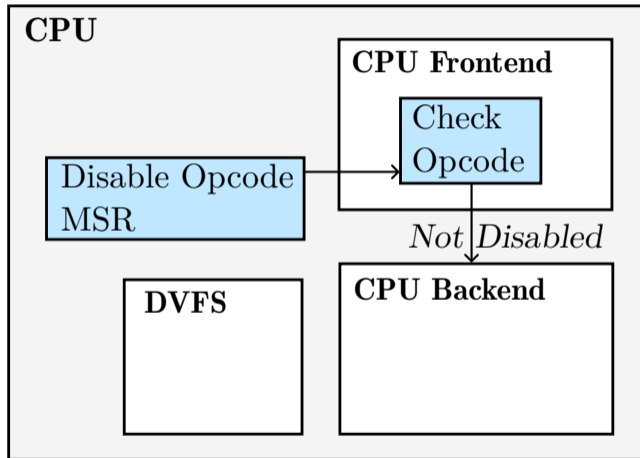 CPU
CPU Frontend
Check
Opcode
Disable Opcode
MSR
Not Disabled
DVFS
CPU Backend